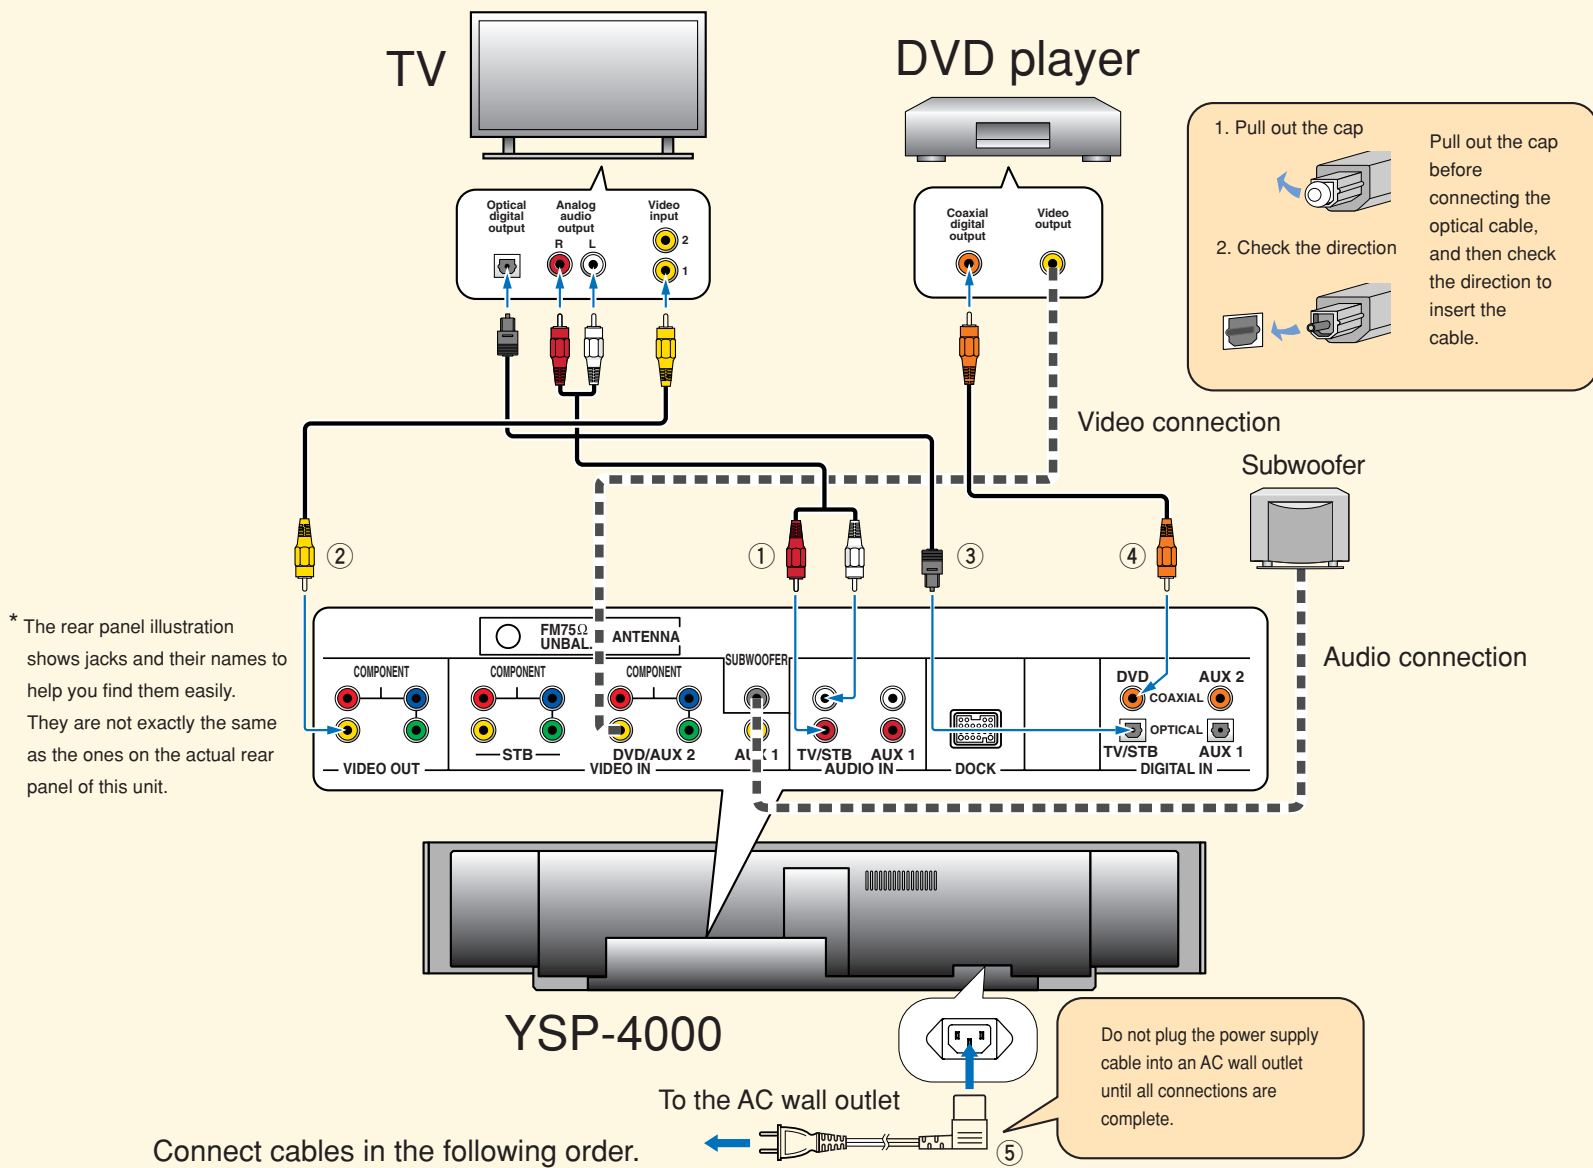 TV
DVD player
Optical
digital
output
Analog
audio
output
R L
Video
input
2
1
Coaxial
digital
output
Video
output
1. Pull out the cap
2. Check the direction
Pull out the cap
before
connecting the
optical cable,
and then check
the direction to
insert the
cable.
Video connection
Subwoofer
②
①
③
④
* The rear panel illustration
shows jacks and their names to
help you find them easily.
They are not exactly the same
as the ones on the actual rear
panel of this unit.
FM75Ω
UNBAL.
ANTENNA
COMPONENT
COMPONENT
COMPONENT
SUBWOOFER
STB
DVD/AUX 2
AUX 1
TV/STB
AUX 1
DVD
AUX 2
COAXIAL
OPTICAL
TV/STB
AUX 1
VIDEO OUT
VIDEO IN
AUDIO IN
DOCK
DIGITAL IN
Audio connection
YSP-4000
Do not plug the power supply
cable into an AC wall outlet
until all connections are
complete.
To the AC wall outlet
⑤
Connect cables in the following order.